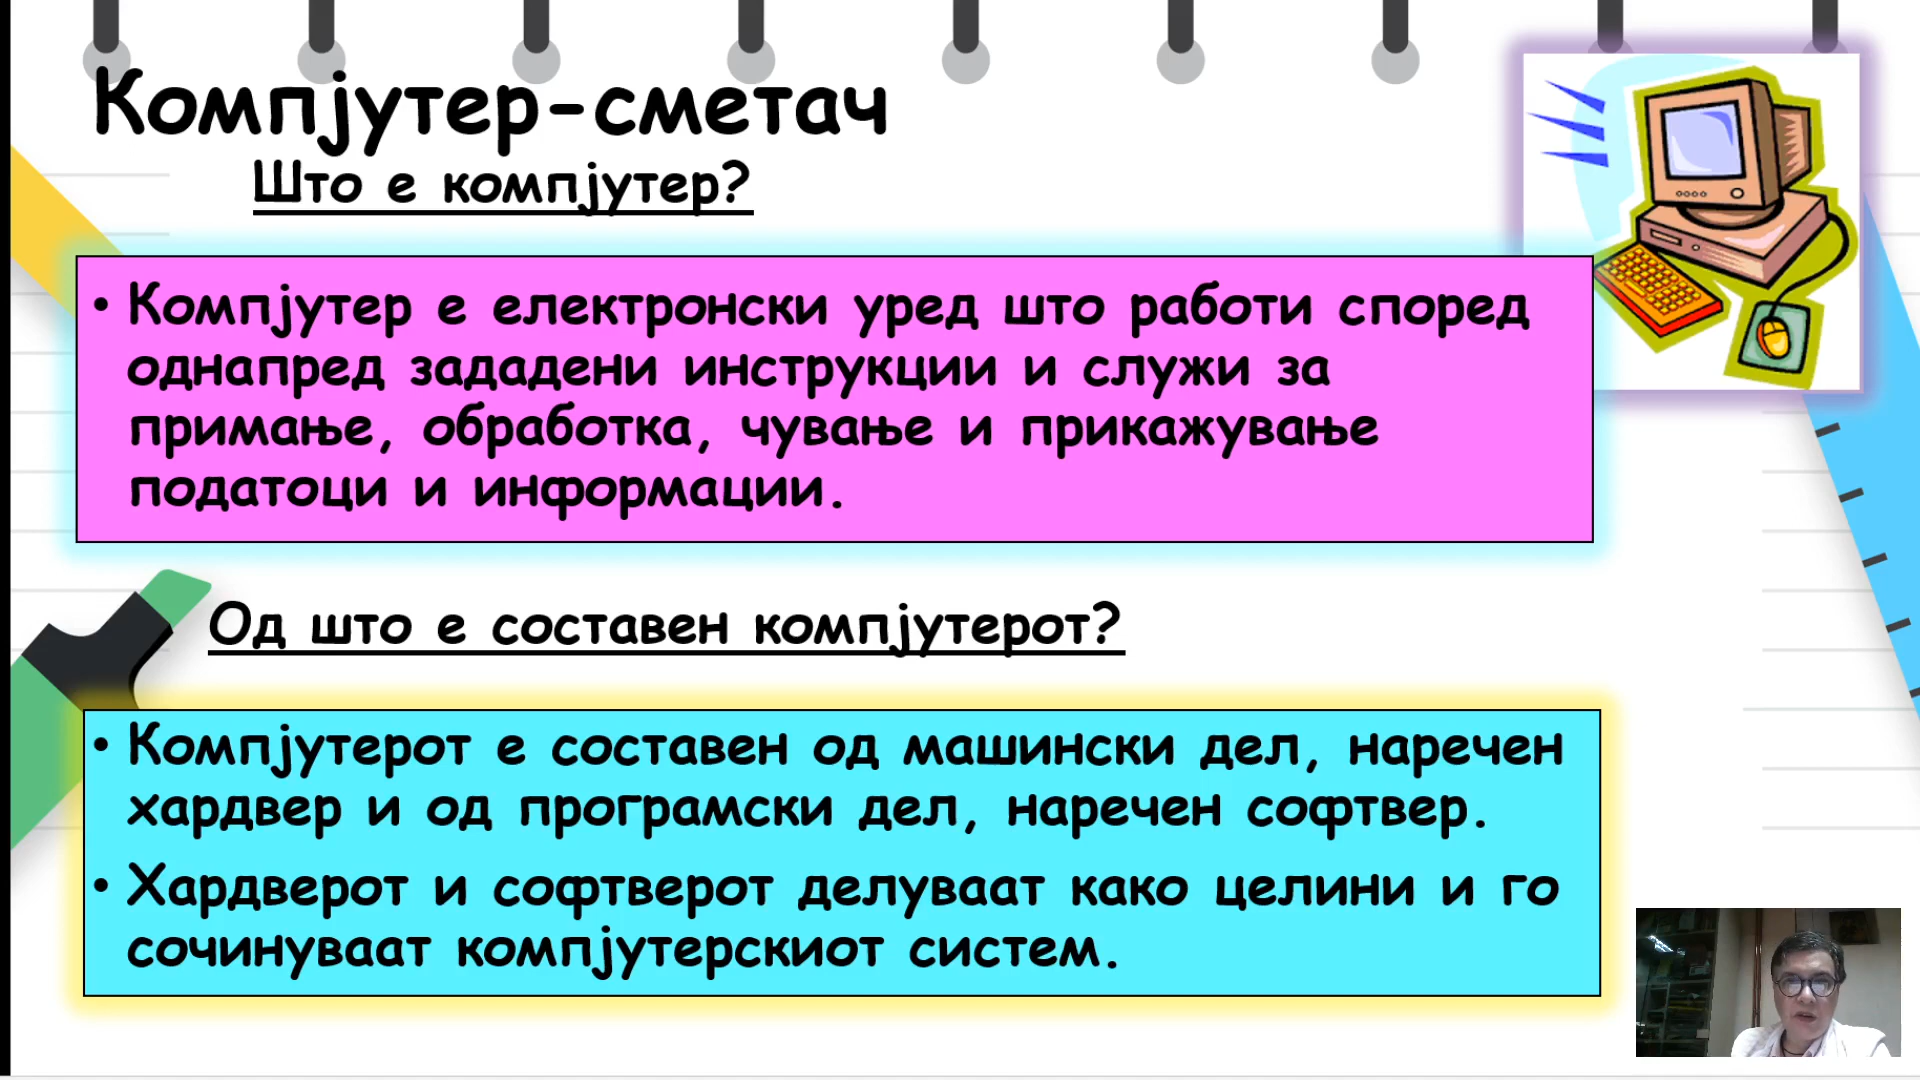 Компјутер-сметач
Што е компјутер?
• Компјутер е електронски уред што работи според
однапред зададени инструкции и служи за
примање, обработка, чување и прикажување
податоци и информации.
Од што е составен компјутерот?
• Компјутерот е составен од машински дел, наречен
хардвер и од програмски дел, наречен софтвер.
• Хардверот и софтверот делуваат како целини и го
сочинуваат компјутерскиот систем.